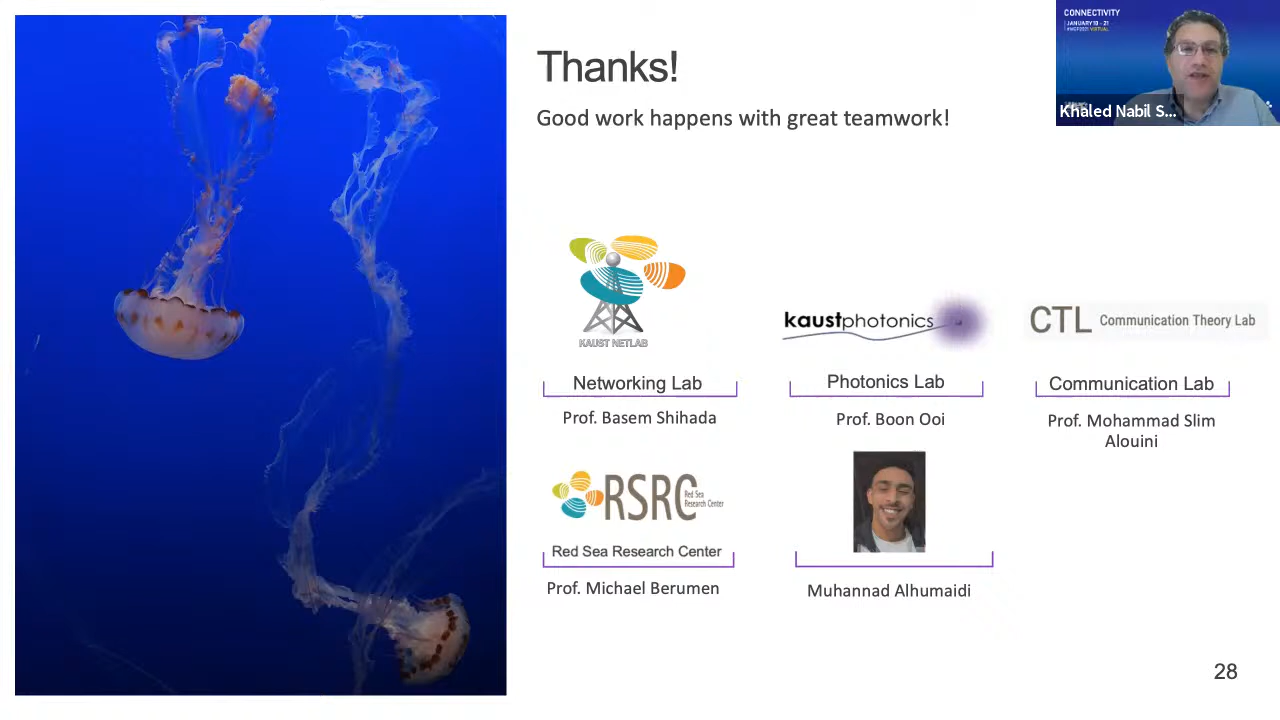 Thanks!
Good work happens with great teamwork!
CONNECTIVITY
JANUARY 10 - 21
#WEP2021 VIRTUAL
Khaled Nabil S...
KAUST NETLAB
kaustphotonics
CTL Communication Theory Lab
Networking Lab
Photonics Lab
Communication Lab
Prof. Basem Shihada
Prof. Boon Ooi
Prof. Mohammad Slim
Alouini
RSRC Red Sea
Research Center
Red Sea Research Center
Prof. Michael Berumen
Muhannad Alhumaidi
28